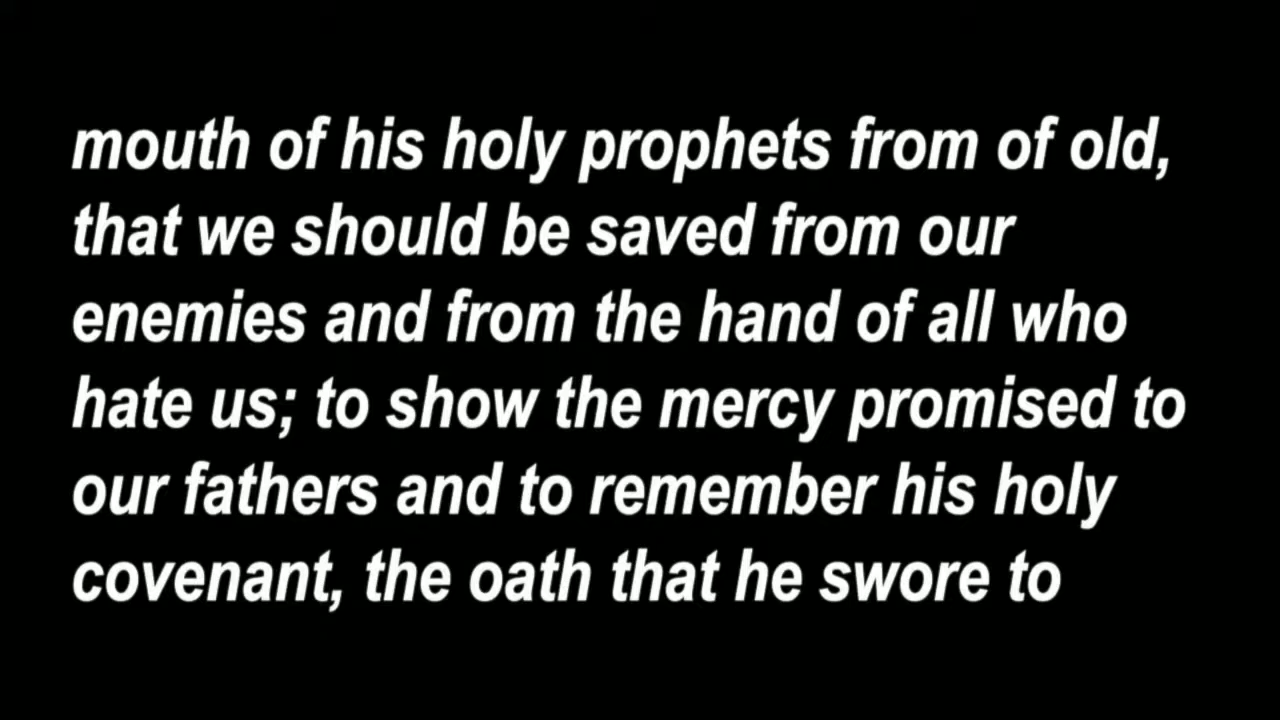 mouth of his holy prophets from of old,
that we should be saved from our
enemies and from the hand of all who
hate us; to show the mercy promised to
our fathers and to remember his holy
covenant, the oath that he swore to